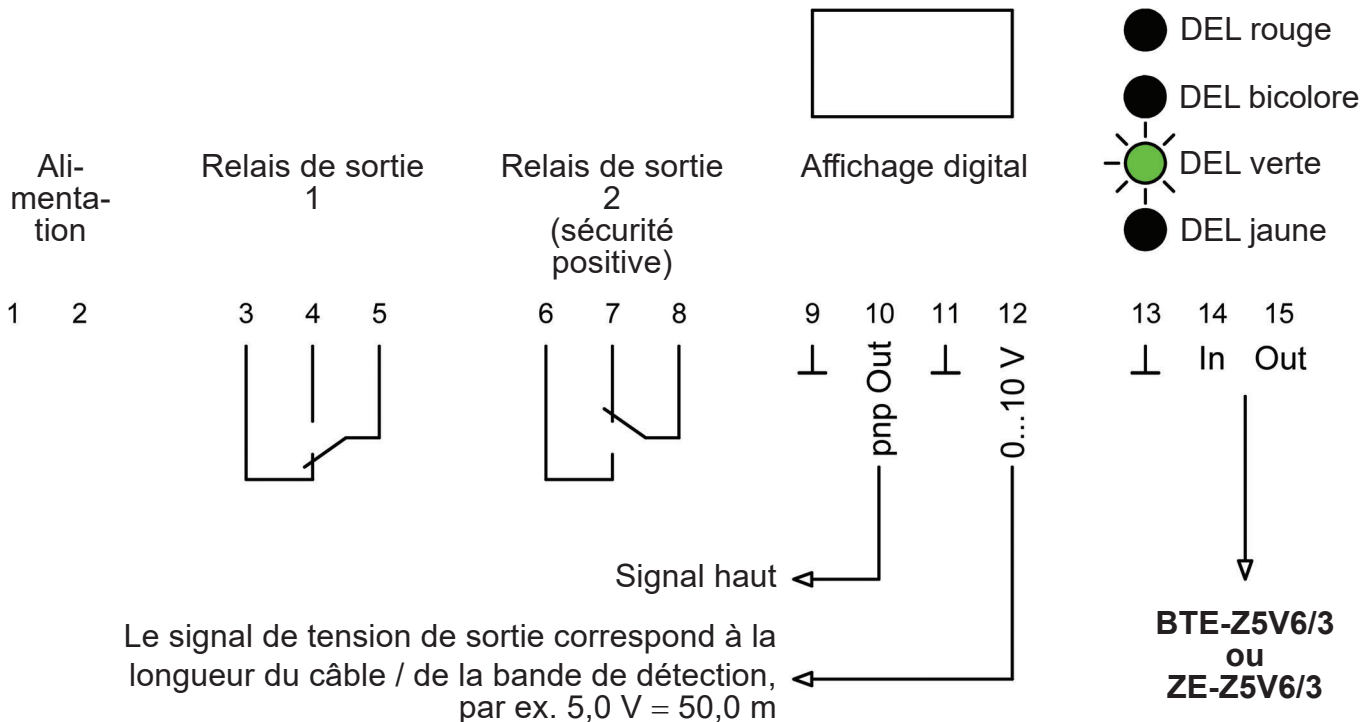 DEL rouge
DEL bicolore
DEL verte
DEL jaune
Ali-
menta-
tion
Relais de sortie
1
Relais de sortie
2
(sécurité
positive)
Affichage digital
1 2 3 4 5 6 7 8 9 10 11 12 13 14 15
pnp Out
0...10 V
In Out
Signal haut
Le signal de tension de sortie correspond à la
longueur du câble / de la bande de détection,
par ex. 5,0 V = 50,0 m
BTE-Z5V6/3
ou
ZE-Z5V6/3